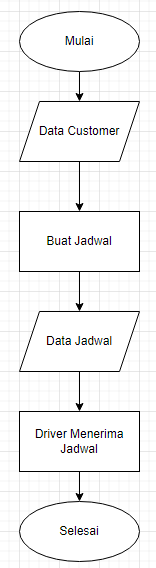 Mulai
Data Customer
Buat Jadwal
Data Jadwal
Driver Menerima
Jadwal
Selesai